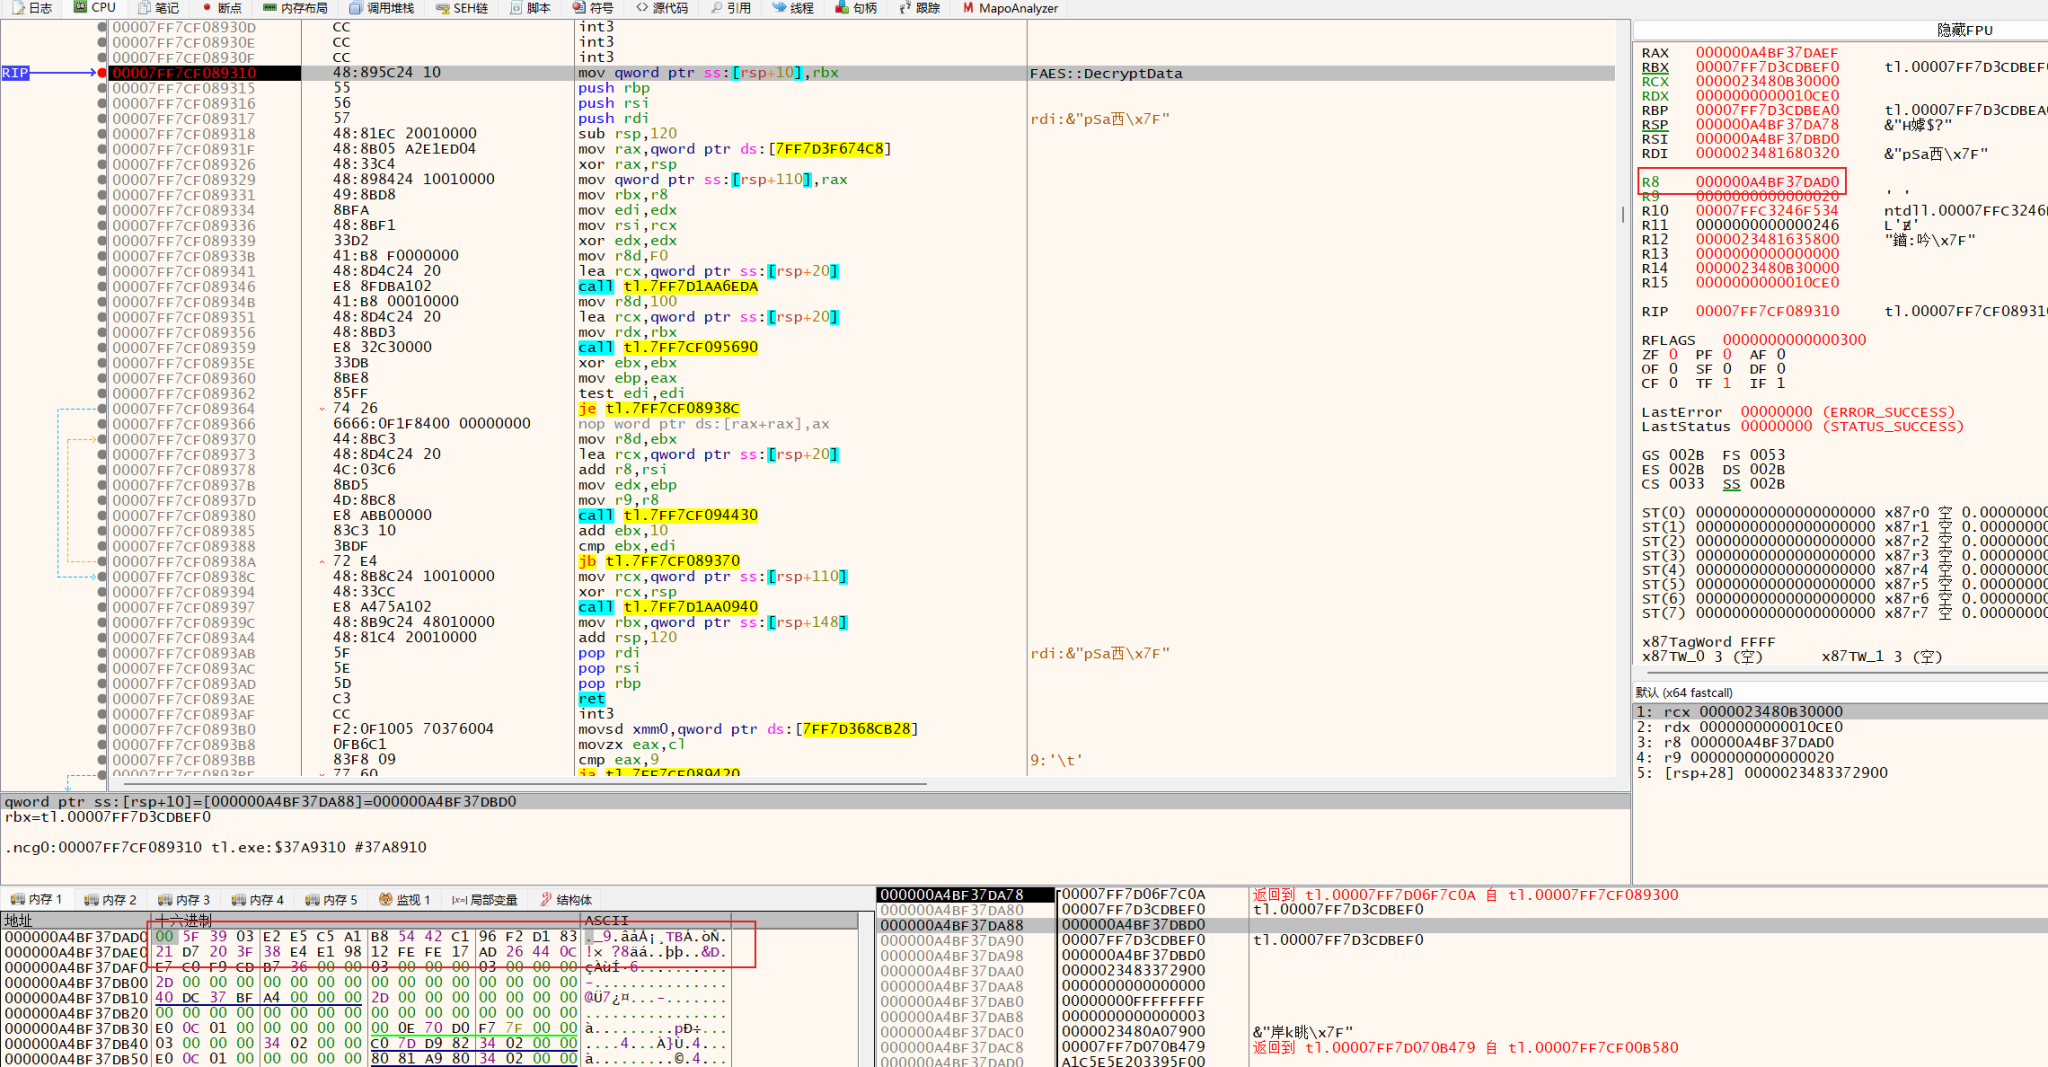 日志 CPU 笔记 断点 内存布局 调用堆栈 SEH链 脚本 符号 源代码 引用 线程 句柄 跟踪 MapoAnalyzer
00007FF7CF08930D CC int3
00007FF7CF08930E CC int3
00007FF7CF08930F CC int3
RIP 00007FF7CF089310 48:895C24 10 mov qword ptr ss:[rsp+10],rbx FAES::DecryptData
00007FF7CF089315 55 push rbp
00007FF7CF089316 56 push rsi
00007FF7CF089317 57 push rdi rdi:&"pSa西\x7F"
00007FF7CF089318 48:81EC 20010000 sub rsp,120
00007FF7CF08931F 48:8B05 A2E1ED04 mov rax,qword ptr ds:[7FF7D3F674C8]
00007FF7CF089326 48:33C4 xor rax,rsp
00007FF7CF089329 48:898424 10010000 mov qword ptr ss:[rsp+110],rax
00007FF7CF089331 49:8BD8 mov rbx,r8
00007FF7CF089334 8BFA mov edi,edx
00007FF7CF089336 48:8BF1 mov rsi,rcx
00007FF7CF089339 33D2 xor edx,edx
00007FF7CF08933B 41:B8 F0000000 mov r8d,F0
00007FF7CF089341 48:8D4C24 20 lea rcx,qword ptr ss:[rsp+20]
00007FF7CF089346 E8 8FDBA102 call tl.7FF7D1AA6EDA
00007FF7CF08934B 41:B8 00010000 mov r8d,100
00007FF7CF089351 48:8D4C24 20 lea rcx,qword ptr ss:[rsp+20]
00007FF7CF089356 48:8BD3 mov rdx,rbx
00007FF7CF089359 E8 32C30000 call tl.7FF7CF095690
00007FF7CF08935E 33DB xor ebx,ebx
00007FF7CF089360 8BE8 mov ebp,eax
00007FF7CF089362 85FF test edi,edi
00007FF7CF089364 74 26 je tl.7FF7CF08938C
00007FF7CF089366 6666:0F1F8400 00000000 nop word ptr ds:[rax+rax],ax
00007FF7CF089370 44:8BC3 mov r8d,ebx
00007FF7CF089373 48:8D4C24 20 lea rcx,qword ptr ss:[rsp+20]
00007FF7CF089378 4C:03C6 add r8,rsi
00007FF7CF08937B 8BD5 mov edx,ebp
00007FF7CF08937D 4D:8BC8 mov r9,r8
00007FF7CF089380 E8 ABB00000 call tl.7FF7CF094430
00007FF7CF089385 83C3 10 add ebx,10
00007FF7CF089388 3BDF cmp ebx,edi
00007FF7CF08938A 72 E4 jb tl.7FF7CF089370
00007FF7CF08938C 48:8B8C24 10010000 mov rcx,qword ptr ss:[rsp+110]
00007FF7CF089394 48:33CC xor rcx,rsp
00007FF7CF089397 E8 A475A102 call tl.7FF7D1AA0940
00007FF7CF08939C 48:8B9C24 48010000 mov rbx,qword ptr ss:[rsp+148]
00007FF7CF0893A4 48:81C4 20010000 add rsp,120
00007FF7CF0893AB 5F pop rdi rdi:&"pSa西\x7F"
00007FF7CF0893AC 5E pop rsi
00007FF7CF0893AD 5D pop rbp
00007FF7CF0893AE C3 ret
00007FF7CF0893AF CC int3
00007FF7CF0893B0 F2:0F1005 70376004 movsd xmm0,qword ptr ds:[7FF7D368CB28]
00007FF7CF0893B8 0FB6C1 movzx eax,cl
00007FF7CF0893BB 83F8 09 cmp eax,9 9:'\t'
00007FF7CF0893BE 77 60 ja tl.7FF7CF089420
qword ptr ss:[rsp+10]=[000000A4BF37DA88]=000000A4BF37DBD0
rbx=tl.00007FF7D3CDBEF0
.ncg0:00007FF7CF089310 tl.exe:$37A9310 #37A8910
隐藏FPU
RAX 000000A4BF37DAEF
RBX 00007FF7D3CDBEF0 tl.00007FF7D3CDBEF0
RCX 0000023480B30000
RDX 0000000000010CE0
RBP 00007FF7D3CDBEA0 tl.00007FF7D3CDBEA0
RSP 000000A4BF37DA78
RSI 000000A4BF37DBD0
RDI 0000023481680320 &"pSa西\x7F"
R8 000000A4BF37DAD0
R9 0000000000000020 ' '
R10 00007FFC3246F534 ntdll.00007FFC3246
R11 0000000000000246
R12 0000023481635800
R13 0000000000000000
R14 0000023480B30000
R15 0000000000010CE0
RIP 00007FF7CF089310 tl.00007FF7CF089310
RFLAGS 0000000000000300
ZF 0 PF 0 AF 0
OF 0 SF 0 DF 0
CF 0 TF 1 IF 1
LastError 00000000 (ERROR_SUCCESS)
LastStatus 00000000 (STATUS_SUCCESS)
GS 002B FS 0053
ES 002B DS 002B
CS 0033 SS 002B
ST(0) 00000000000000000000 x87r0 空 0.00000000
ST(1) 00000000000000000000 x87r1 空 0.00000000
ST(2) 00000000000000000000 x87r2 空 0.00000000
ST(3) 00000000000000000000 x87r3 空 0.00000000
ST(4) 00000000000000000000 x87r4 空 0.00000000
ST(5) 00000000000000000000 x87r5 空 0.00000000
ST(6) 00000000000000000000 x87r6 空 0.00000000
ST(7) 00000000000000000000 x87r7 空 0.00000000
x87TagWord FFFF
x87TW_0 3 (空) x87TW_1 3 (空)
默认 (x64 fastcall)
1: rcx 0000023480B30000
2: rdx 0000000000010CE0
3: r8 000000A4BF37DAD0
4: r9 0000000000000020
5: [rsp+28] 0000023483372900
内存 1 内存 2 内存 3 内存 4 内存 5 监视 1 局部变量 结构体
地址 十六进制 ASCII
000000A4BF37DAD0 00 5F 39 03 E2 E5 C5 A1 B8 54 42 C1 96 F2 D1 83 ._9.âåÅ¡¸TBÁ.òÑ.
000000A4BF37DAE0 21 D7 20 3F 38 E4 E1 98 12 FE FE 17 AD 26 44 0C !× ?8äá..þþ..&D.
000000A4BF37DAF0 E7 C0 F9 CD B7 36 00 00 03 00 00 00 03 00 00 00 çÀùÍ·6..........
000000A4BF37DB00 2D 00 00 00 00 00 00 00 00 00 00 00 00 00 00 00 -...............
000000A4BF37DB10 40 DC 37 BF A4 00 00 00 2D 00 00 00 00 00 00 00 @Ü7¿¤...-.......
000000A4BF37DB20 00 00 00 00 00 00 00 00 00 00 00 00 00 00 00 00 ................
000000A4BF37DB30 E0 0C 01 00 00 00 00 00 00 0E 70 D0 F7 7F 00 00 à.........pÐ÷...
000000A4BF37DB40 03 00 00 00 34 02 00 00 C0 7D D9 82 34 02 00 00 ....4...À}Ù.4...
000000A4BF37DB50 E0 0C 01 00 00 00 00 00 80 81 A9 80 34 02 00 00 à.........©.4...
000000A4BF37DA78 00007FF7D06F7C0A 返回到 tl.00007FF7D06F7C0A 自 tl.00007FF7CF089300
000000A4BF37DA80 00007FF7D3CDBEF0 tl.00007FF7D3CDBEF0
000000A4BF37DA88 000000A4BF37DBD0
000000A4BF37DA90 00007FF7D3CDBEF0 tl.00007FF7D3CDBEF0
000000A4BF37DA98 000000A4BF37DBD0
000000A4BF37DAA0 0000023483372900
000000A4BF37DAA8 0000000000000000
000000A4BF37DAB0 00000000FFFFFFFF
000000A4BF37DAB8 0000000000000003
000000A4BF37DAC0 0000023480A07900 &"岸k眺\x7F"
000000A4BF37DAC8 00007FF7D070B479 返回到 tl.00007FF7D070B479 自 tl.00007FF7CF00B580
000000A4BF37DAD0 A1C5E5E203395F00